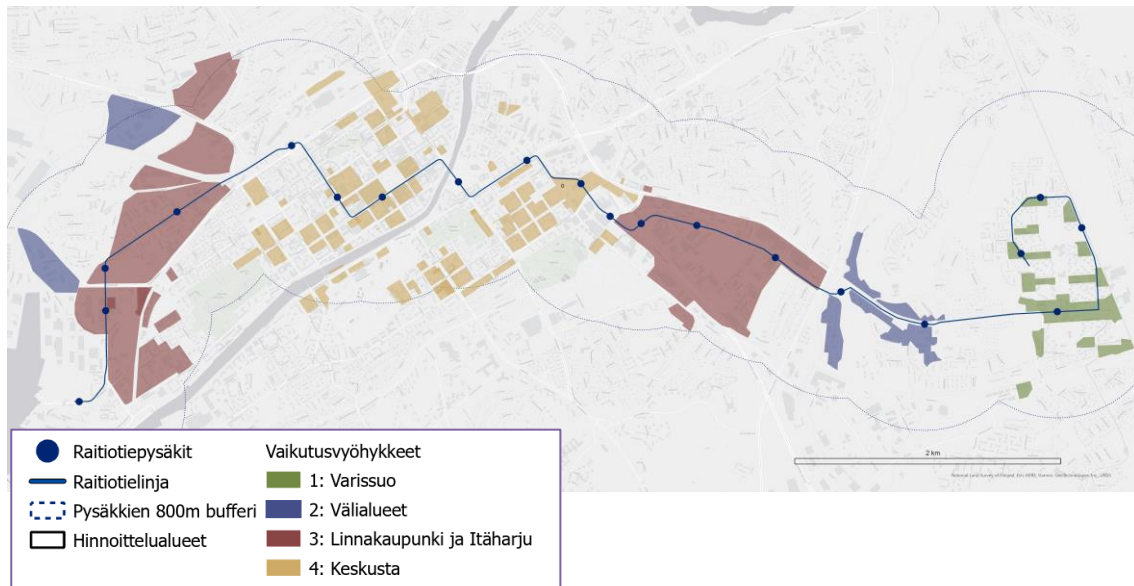 0
2 km
Raitiotiepysäkit
Raitiotielinja
Pysäkkien 800m bufferi
Hinnoittelualueet
Vaikutusvyöhykkeet
1: Varissuo
2: Välialueet
3: Linnakaupunki ja Itäharju
4: Keskusta